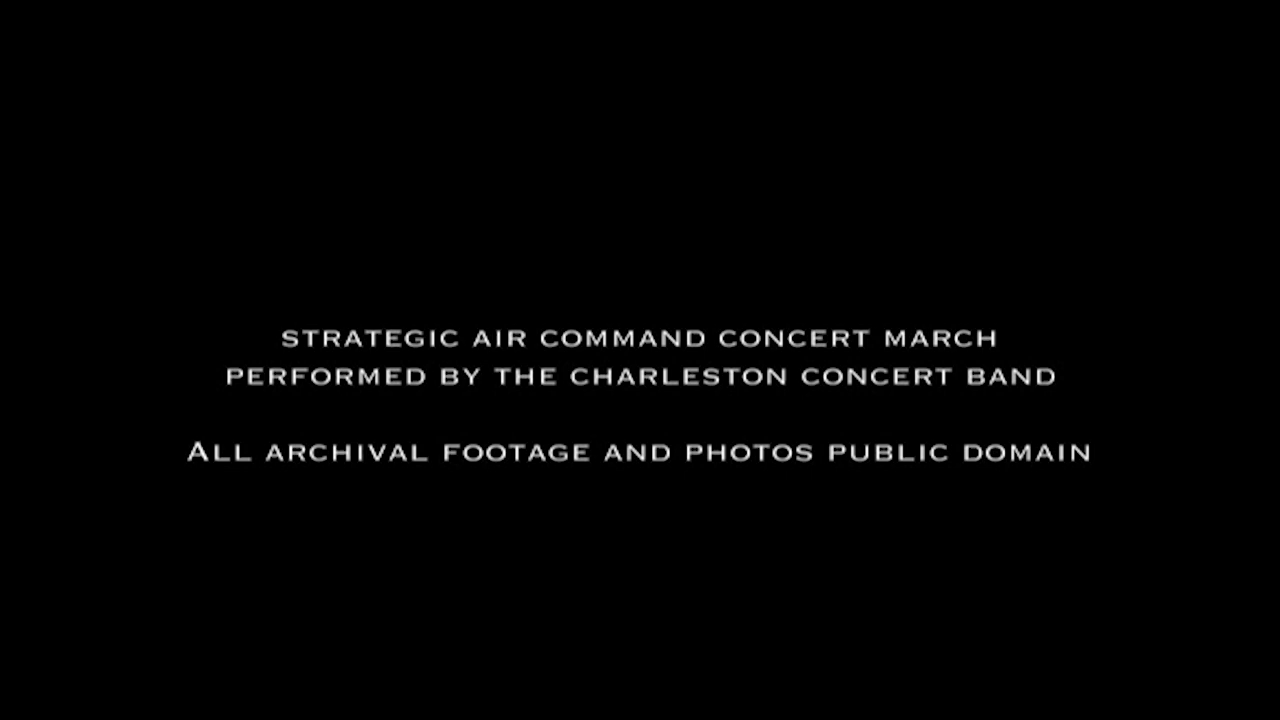 STRATEGIC AIR COMMAND CONCERT MARCH
PERFORMED BY THE CHARLESTON CONCERT BAND
ALL ARCHIVAL FOOTAGE AND PHOTOS PUBLIC DOMAIN